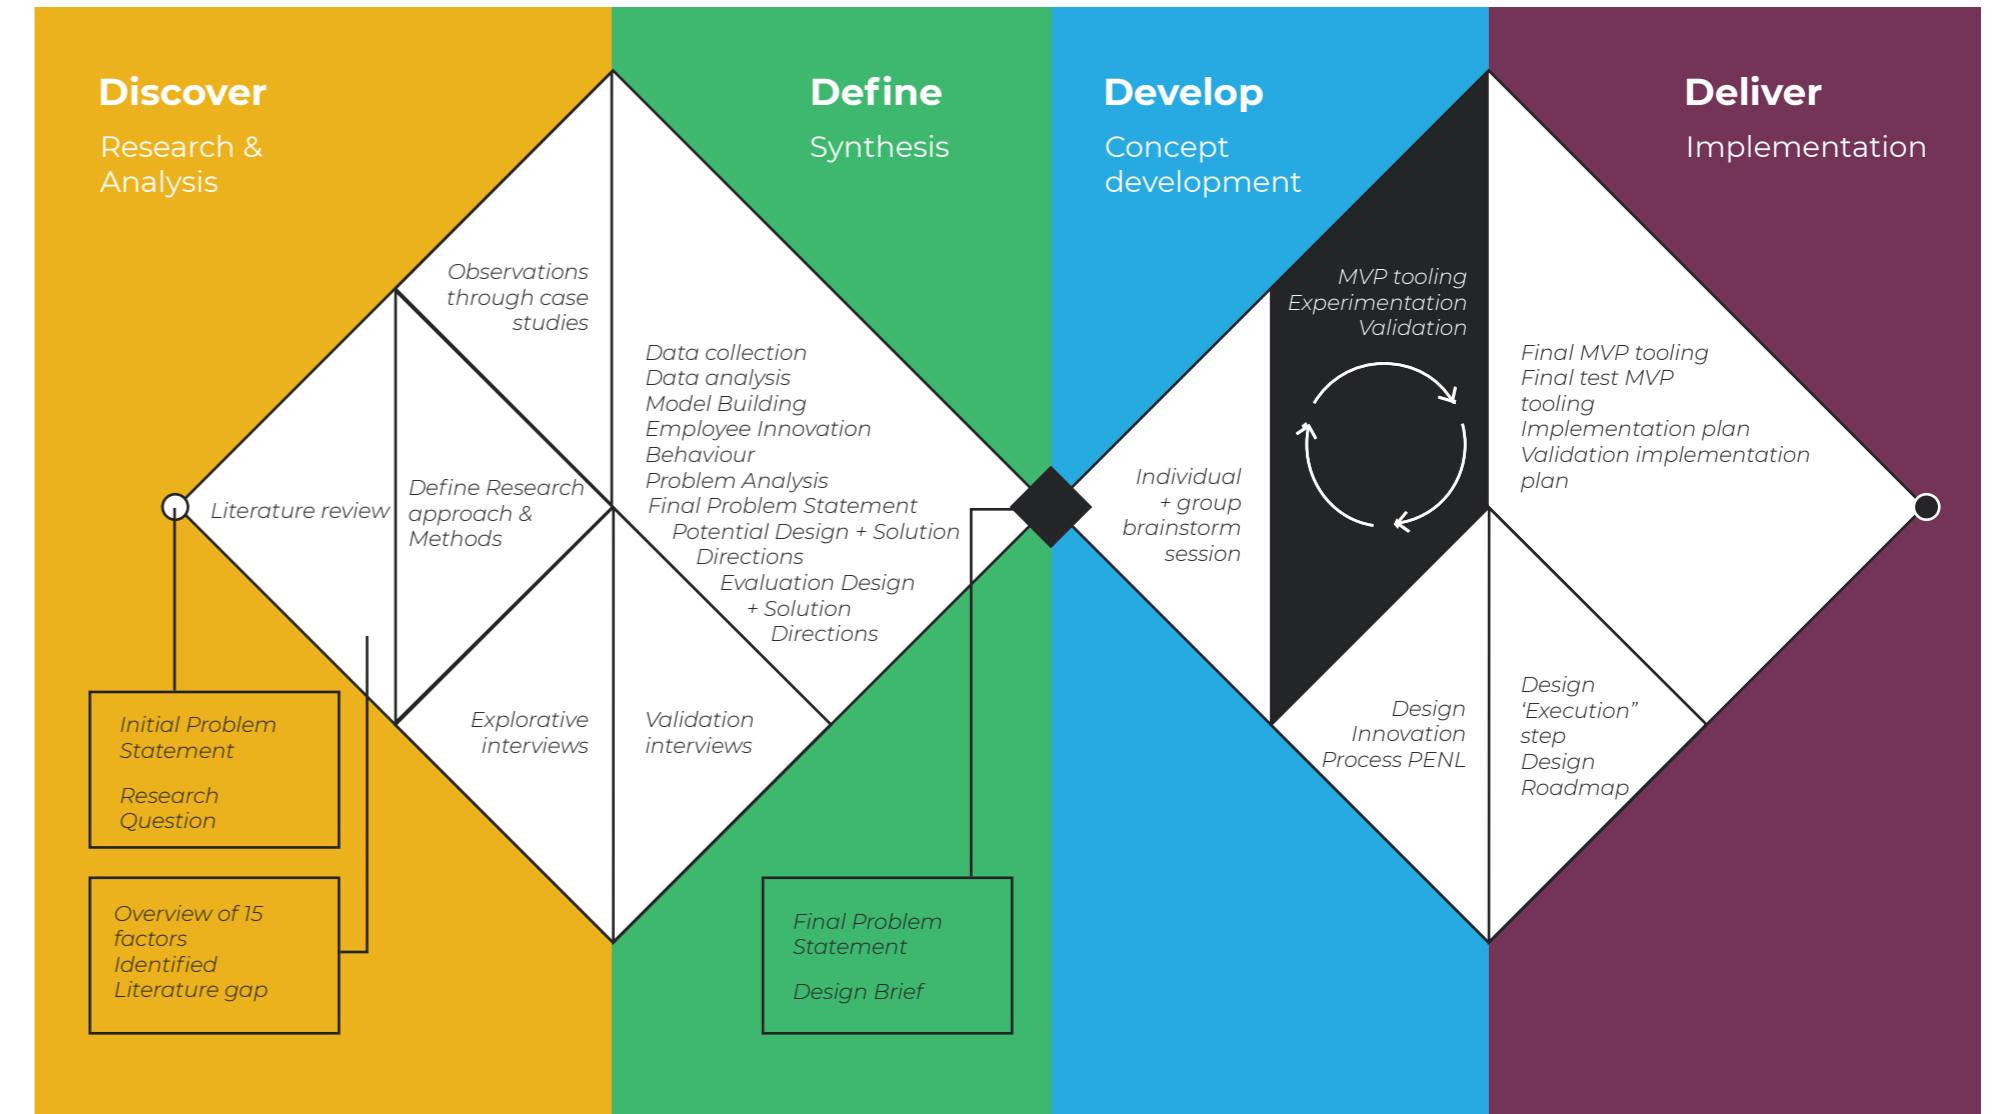 Discover
Research &
Analysis
Observations
through case
studies
Literature review
Define Research
approach &
Methods
Explorative
interviews
Initial Problem
Statement
Research
Question
Overview of 15
factors
Identified
Literature gap
Define
Synthesis
Data collection
Data analysis
Model Building
Employee Innovation
Behaviour
Problem Analysis
Final Problem Statement
Potential Design + Solution
Directions
Evaluation Design
+ Solution
Directions
Validation
interviews
Final Problem
Statement
Design Brief
Develop
Concept
development
MVP tooling
Experimentation
Validation
Individual
+ group
brainstorm
session
Design
Innovation
Process PENL
Deliver
Implementation
Final MVP tooling
Final test MVP
tooling
Implementation plan
Validation implementation
plan
Design
‘Execution”
step
Design
Roadmap